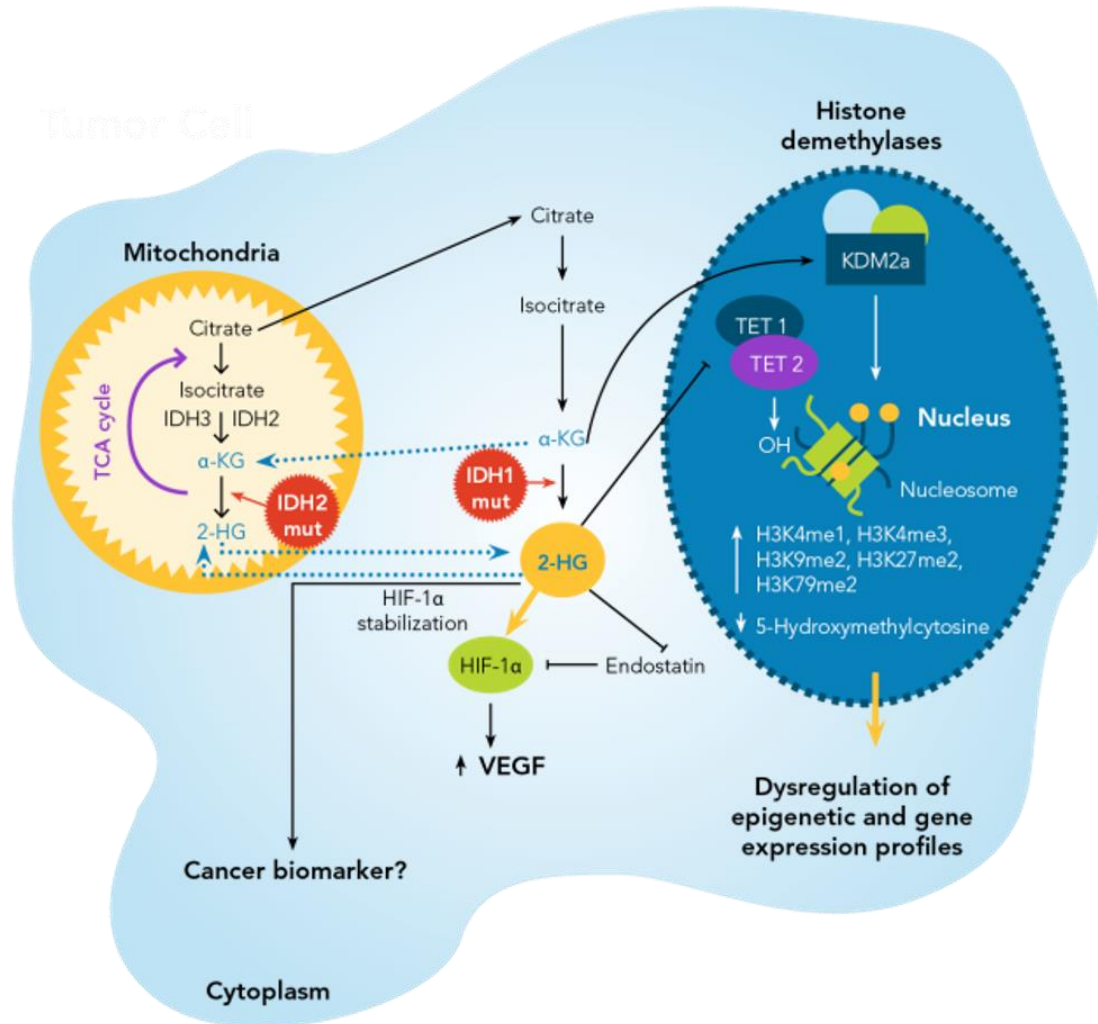 Tumor Cell
Histone
demethylases
Citrate
Mitochondria
KDM2a
Isocitrate
TET 1
Citrate
TET 2
Isocitrate
IDH3
IDH2
TCA cycle
Nucleus
α-KG
OH
α-KG
IDH1
mut
IDH2
mut
Nucleosome
2-HG
2-HG
H3K4me1, H3K4me3,
H3K9me2, H3K27me2,
H3K79me2
HIF-1α
stabilization
5-Hydroxymethylcytosine
HIF-1α
Endostatin
VEGF
Dysregulation of
epigenetic and gene
expression profiles
Cancer biomarker?
Cytoplasm